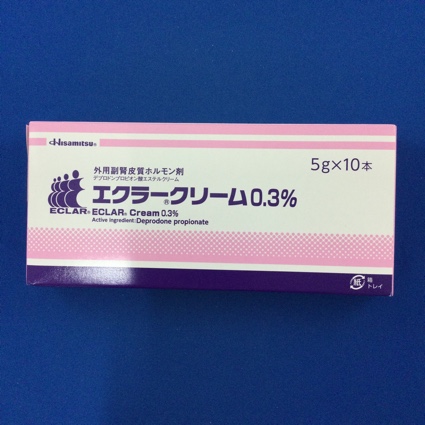 Hisamitsu®
外用副腎皮質ホルモン剤
デプロドンプロピオン酸エステルクリーム
5g×10本
エクラー®クリーム0.3%
ECLAR® ECLAR® Cream 0.3%
Active ingredient: Deprodone propionate
紙 箱
トレイ